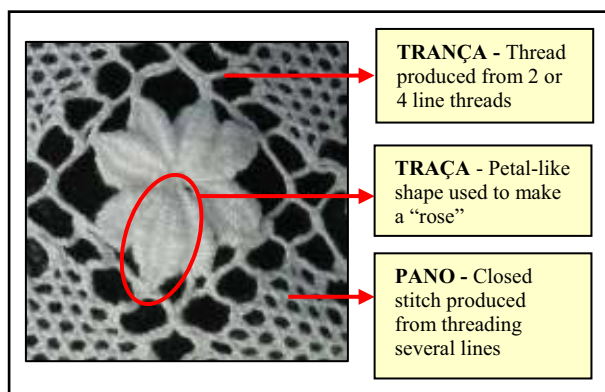 TRANÇA - Thread
produced from 2 or
4 line threads
TRAÇA - Petal-like
shape used to make
a “rose”
PANO - Closed
stitch produced
from threading
several lines